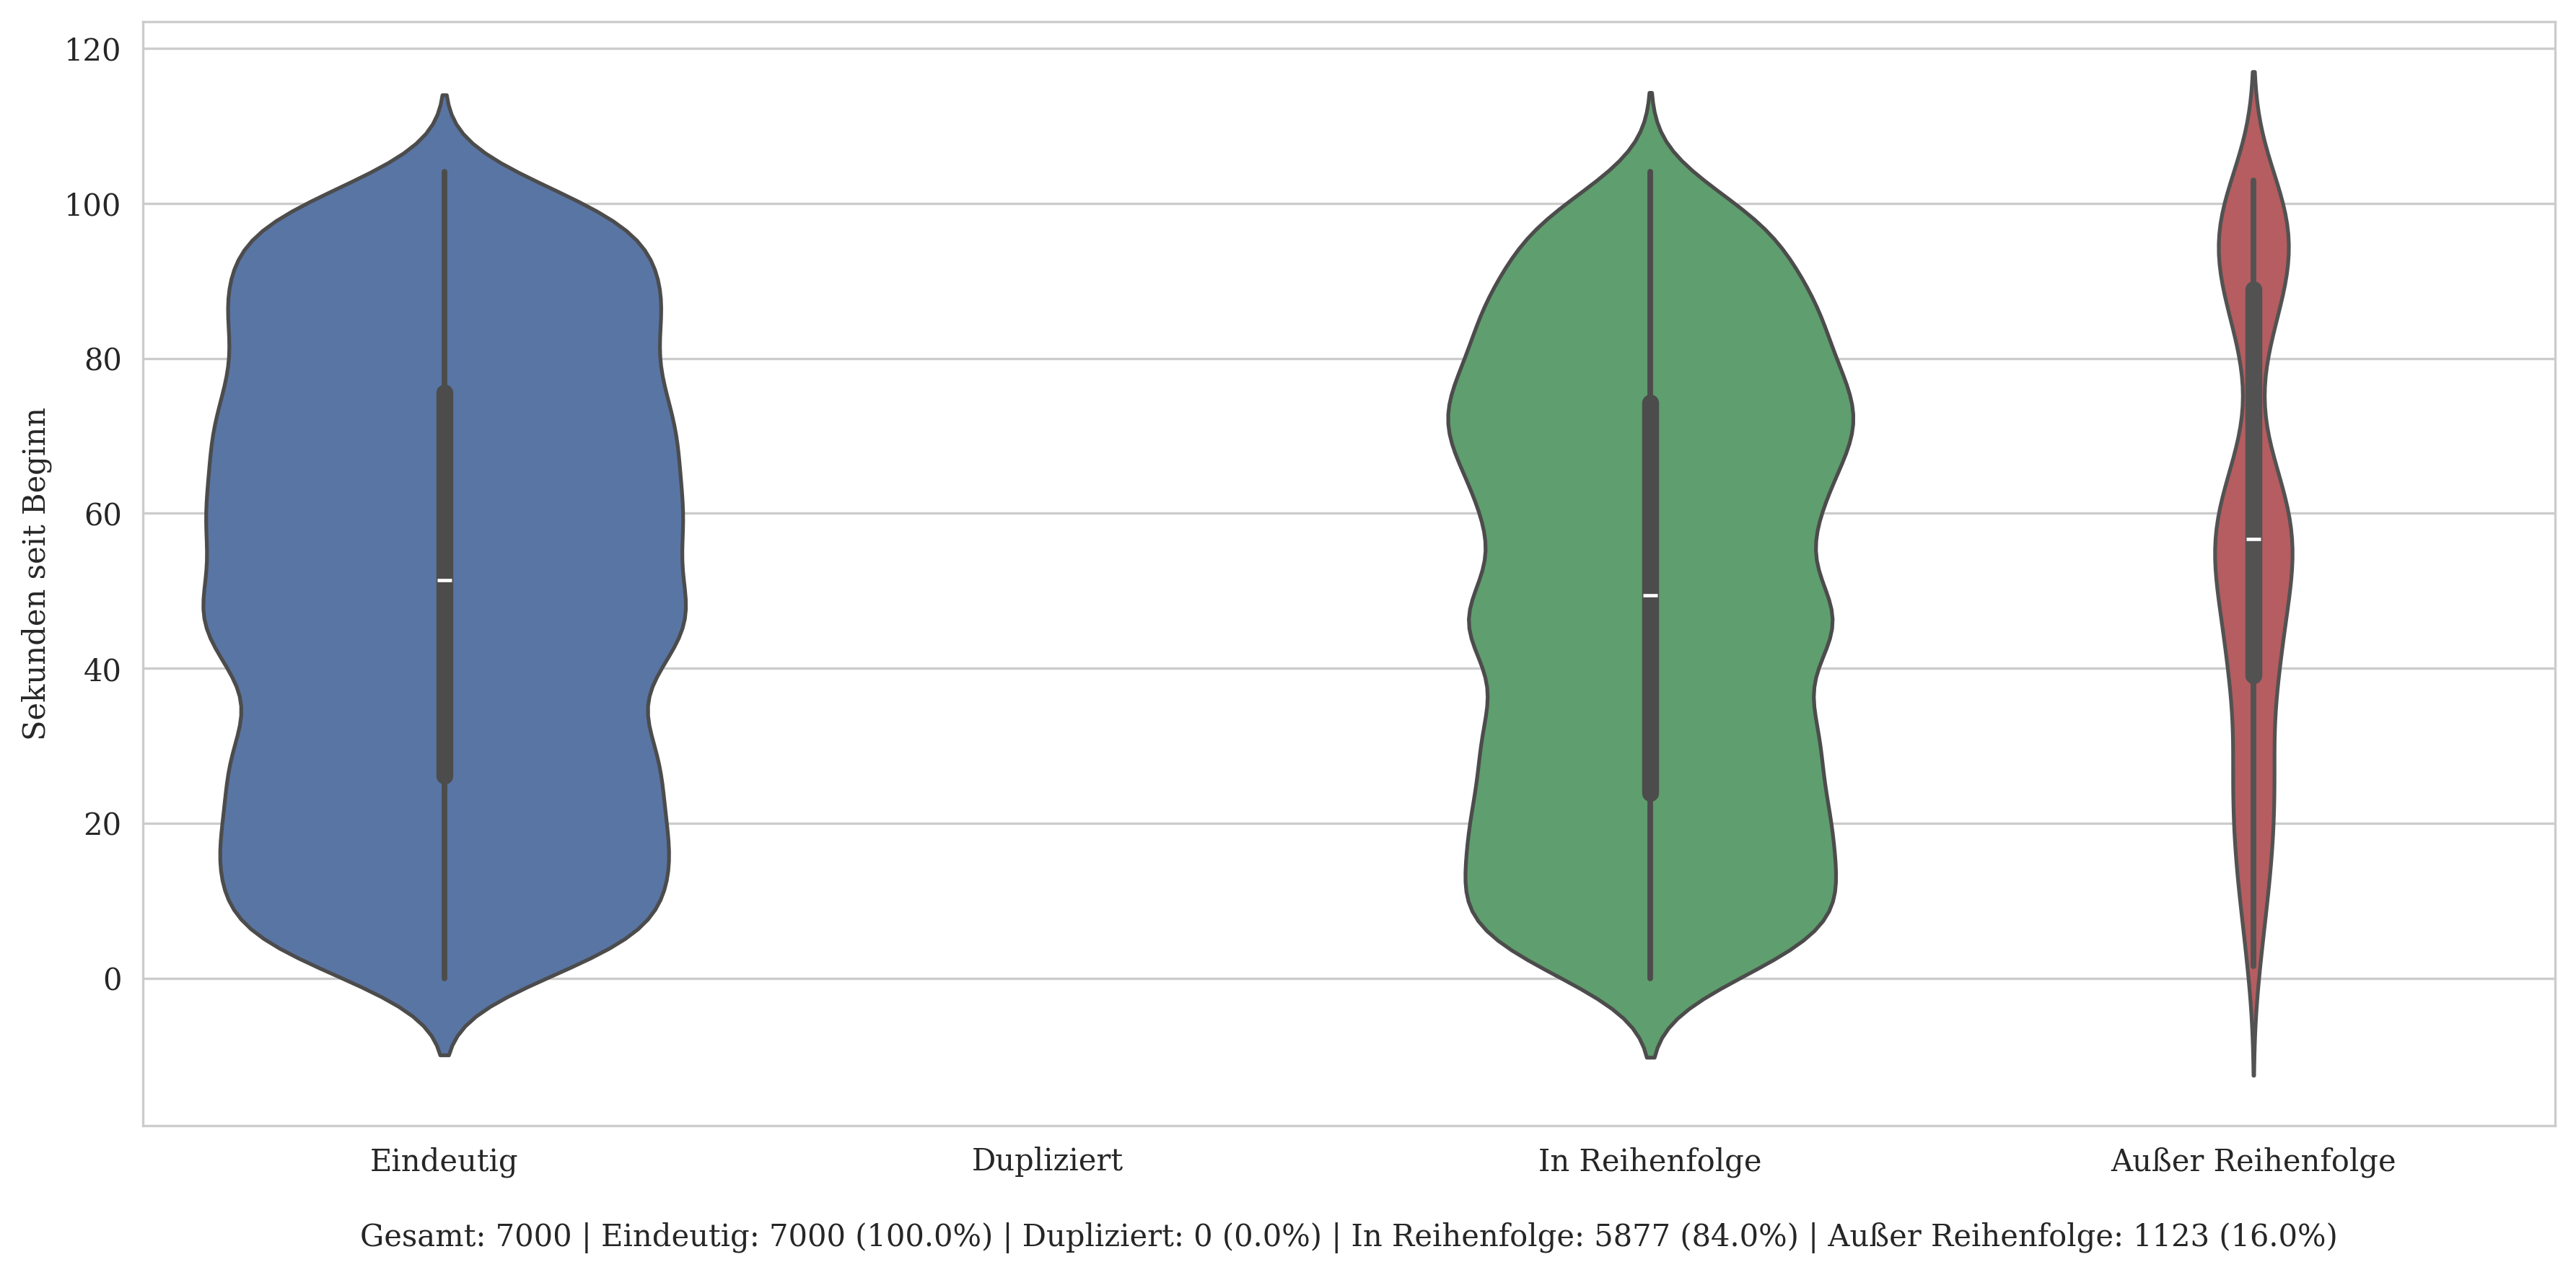 120
100
80
60
40
20
0
Sekunden seit Beginn
Eindeutig
Dupliziert
In Reihenfolge
Außer Reihenfolge
Gesamt: 7000 | Eindeutig: 7000 (100.0%) | Dupliziert: 0 (0.0%) | In Reihenfolge: 5877 (84.0%) | Außer Reihenfolge: 1123 (16.0%)